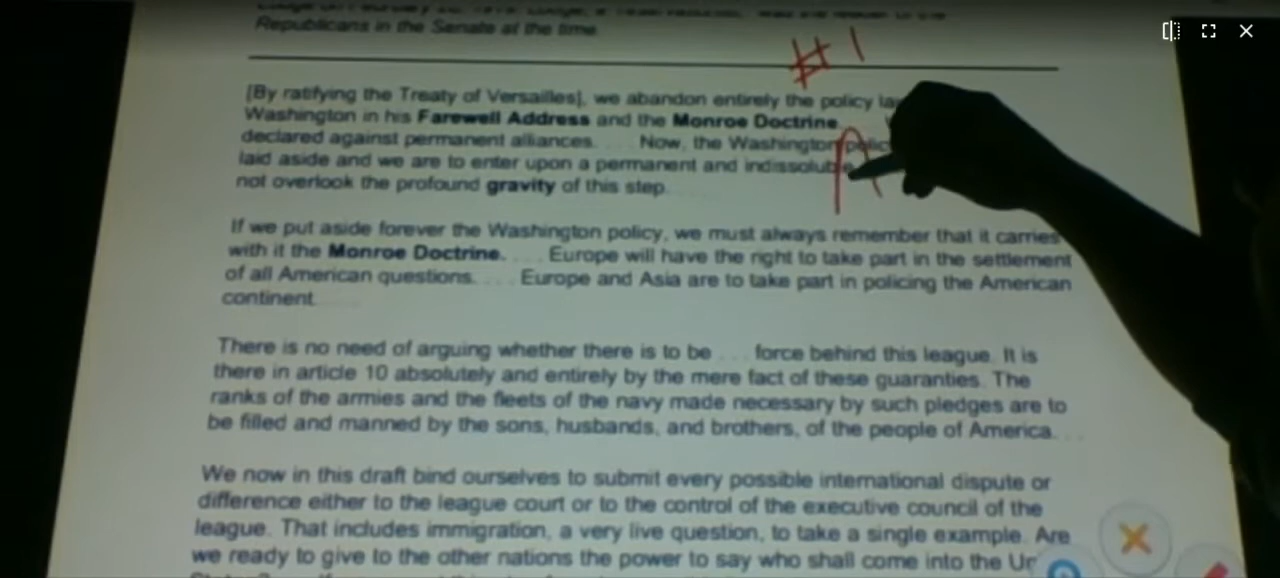 Republicans in the Senate at the time.
#1
[By ratifying the Treaty of Versailles], we abandon entirely the policy
Washington in his Farewell Address and the Monroe Doctrine.
declared against permanent alliances. . . . Now, the Washington policy
laid aside and we are to enter upon a permanent and indissoluble
not overlook the profound gravity of this step.
If we put aside forever the Washington policy, we must always remember that it carries
with it the Monroe Doctrine. . . . Europe will have the right to take part in the settlement
of all American questions. . . . Europe and Asia are to take part in policing the American
continent.
There is no need of arguing whether there is to be . . . force behind this league. It is
there in article 10 absolutely and entirely by the mere fact of these guaranties. The
ranks of the armies and the fleets of the navy made necessary by such pledges are to
be filled and manned by the sons, husbands, and brothers, of the people of America. . . .
We now in this draft bind ourselves to submit every possible international dispute or
difference either to the league court or to the control of the executive council of the
league. That includes immigration, a very live question, to take a single example. Are
we ready to give to the other nations the power to say who shall come into the